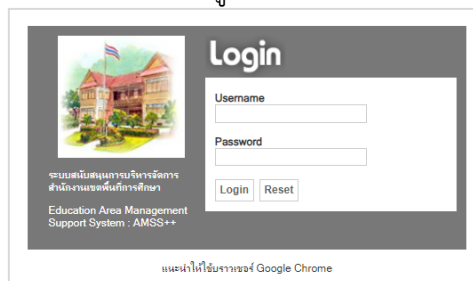 Login
Username
Password
Login Reset
ระบบสนับสนุนการบริหารจัดการ
สำนักงานเขตพื้นที่การศึกษา
Education Area Management
Support System : AMSS++
แนะนำให้ใช้บราวเซอร์ Google Chrome